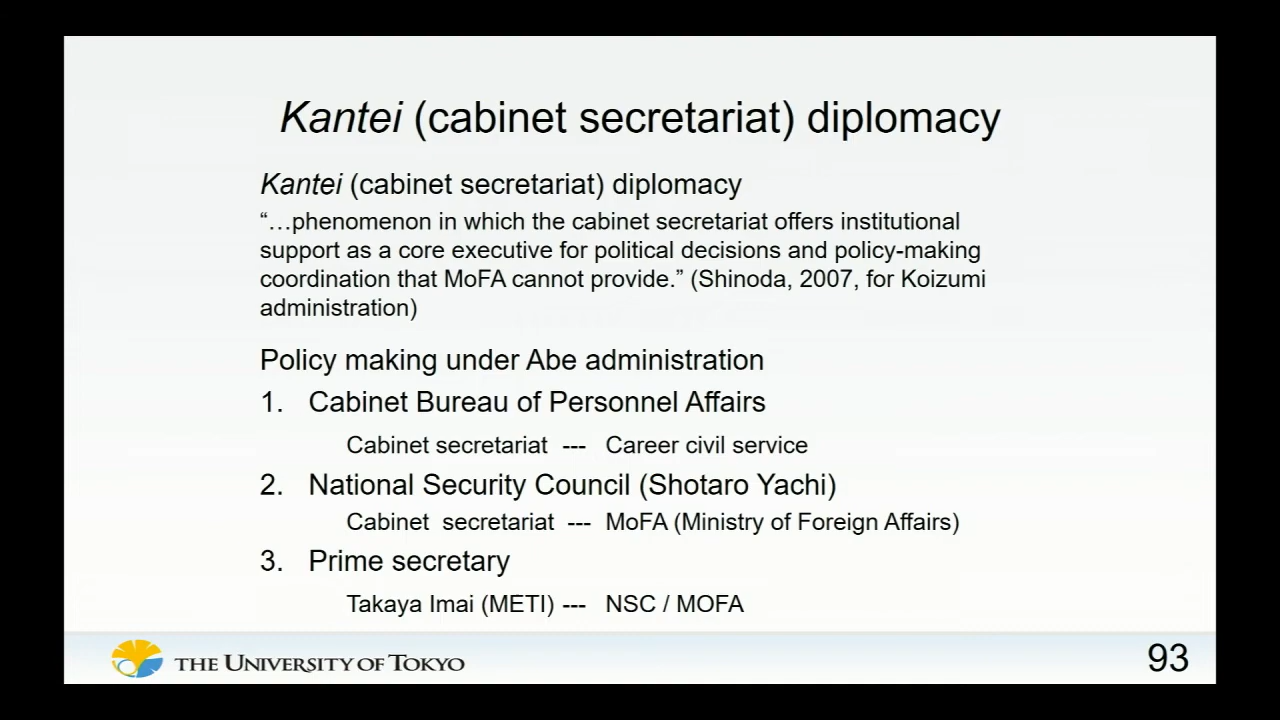 Kantei (cabinet secretariat) diplomacy
Kantei (cabinet secretariat) diplomacy
“…phenomenon in which the cabinet secretariat offers institutional
support as a core executive for political decisions and policy-making
coordination that MoFA cannot provide.” (Shinoda, 2007, for Koizumi
administration)
Policy making under Abe administration
1. Cabinet Bureau of Personnel Affairs
Cabinet secretariat --- Career civil service
2. National Security Council (Shotaro Yachi)
Cabinet secretariat --- MoFA (Ministry of Foreign Affairs)
3. Prime secretary
Takaya Imai (METI) --- NSC / MOFA
THE UNIVERSITY OF TOKYO
93